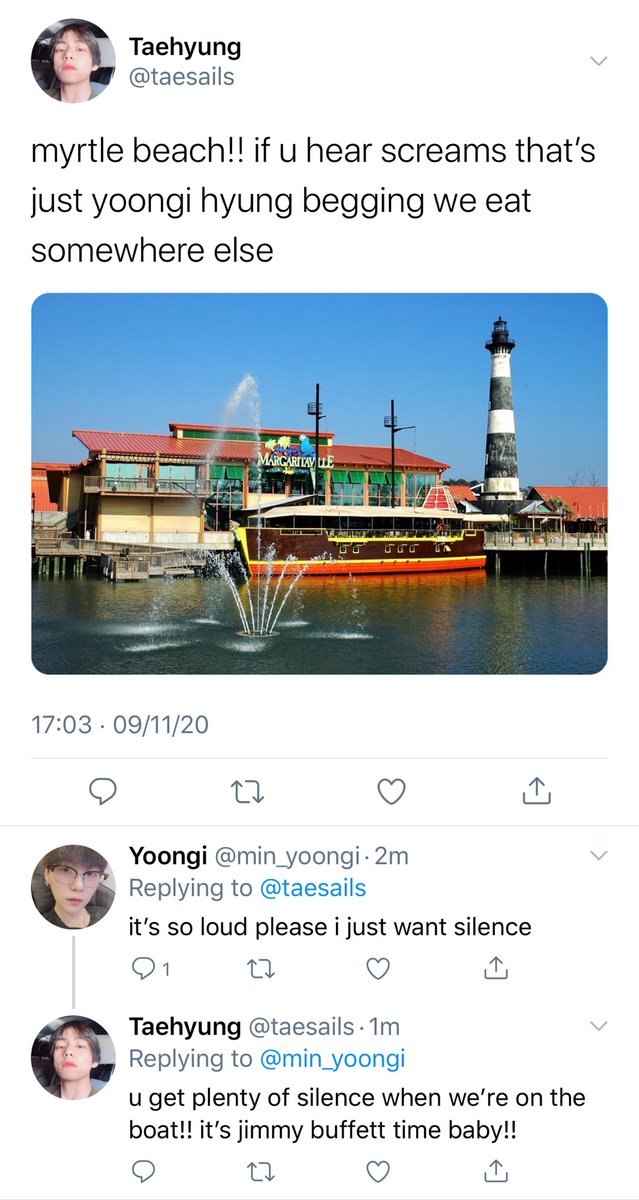 Taehyung
@taesails
myrtle beach!! if u hear screams that's
just yoongi hyung begging we eat
somewhere else
MARGARITAVILLE
17:03 · 09/11/20
Yoongi @min_yoongi · 2m
Replying to @taesails
it's so loud please i just want silence
1
Taehyung @taesails · 1m
Replying to @min_yoongi
u get plenty of silence when we're on the
boat!! it's jimmy buffett time baby!!